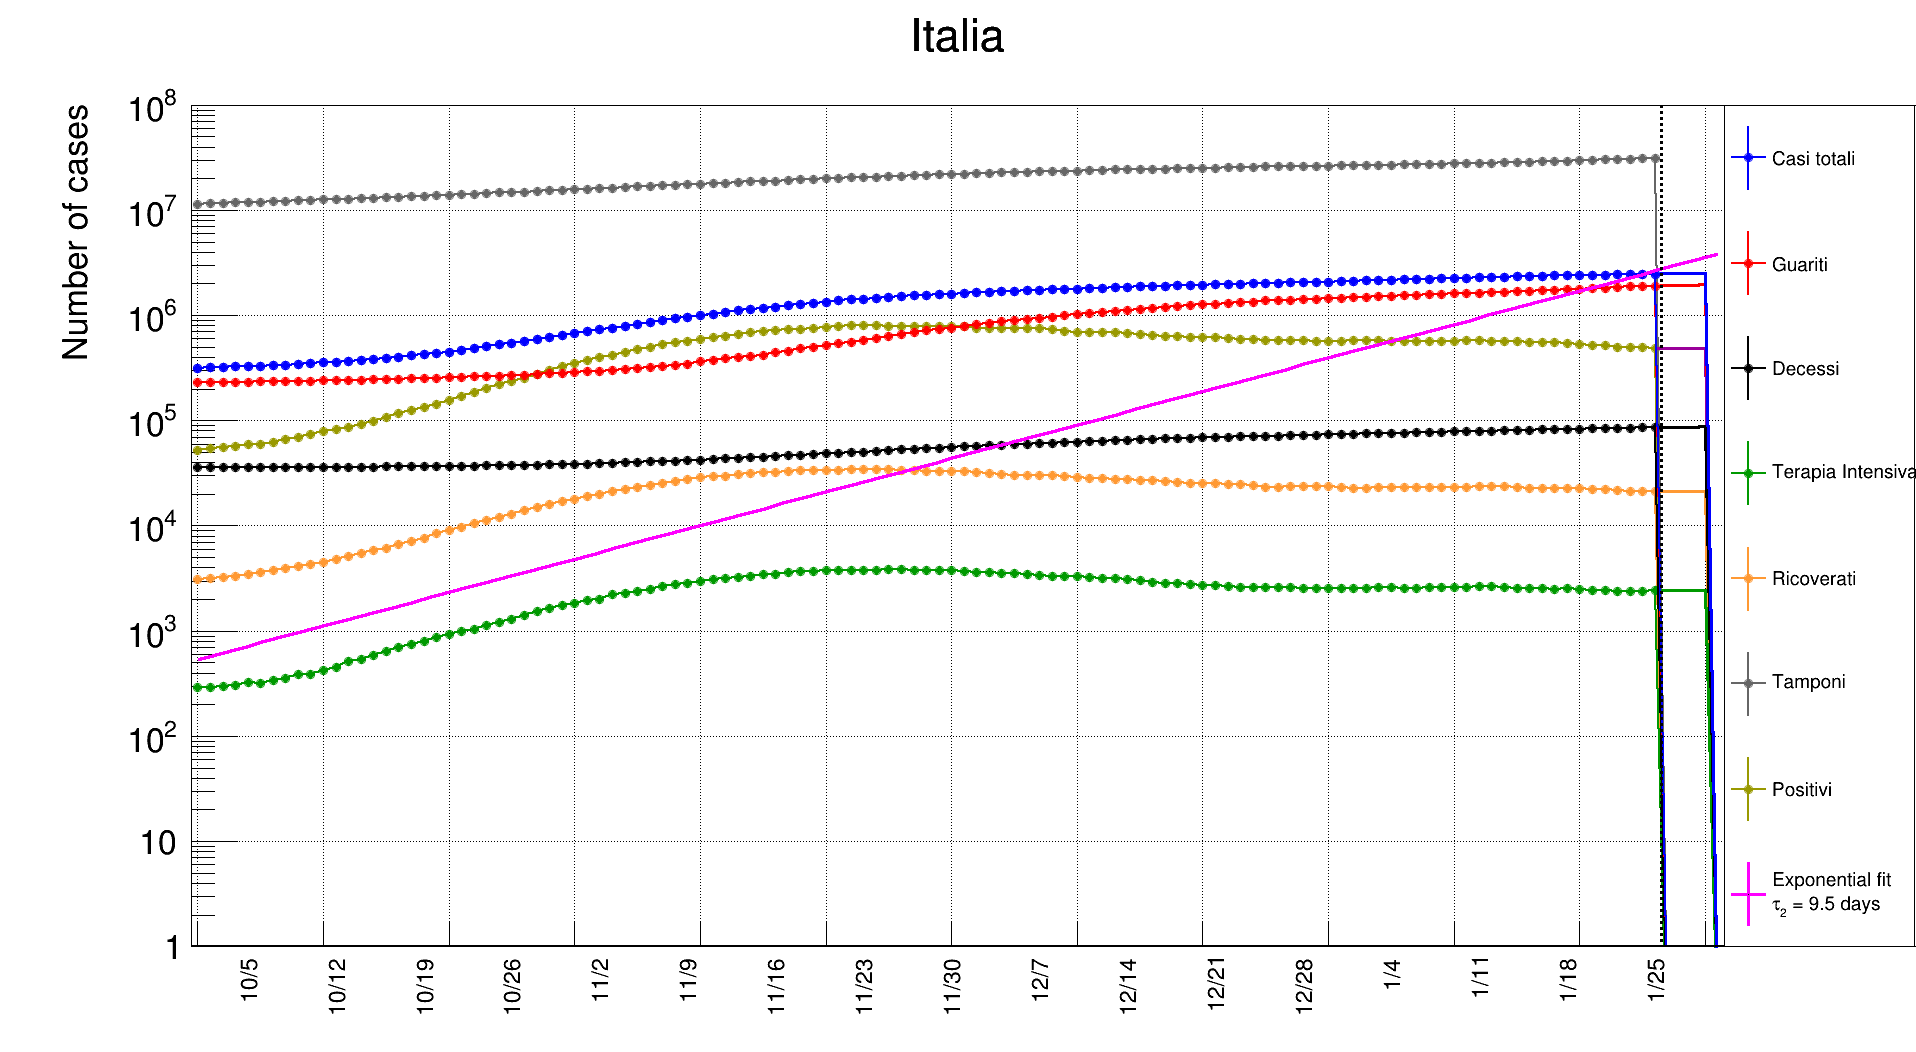 Italia
Number of cases
10^8
10^7
10^6
10^5
10^4
10^3
10^2
10
1
10/5
10/12
10/19
10/26
11/2
11/9
11/16
11/23
11/30
12/7
12/14
12/21
12/28
1/4
1/11
1/18
1/25
Casi totali
Guariti
Decessi
Terapia Intensiva
Ricoverati
Tamponi
Positivi
Exponential fit
τ_2 = 9.5 days